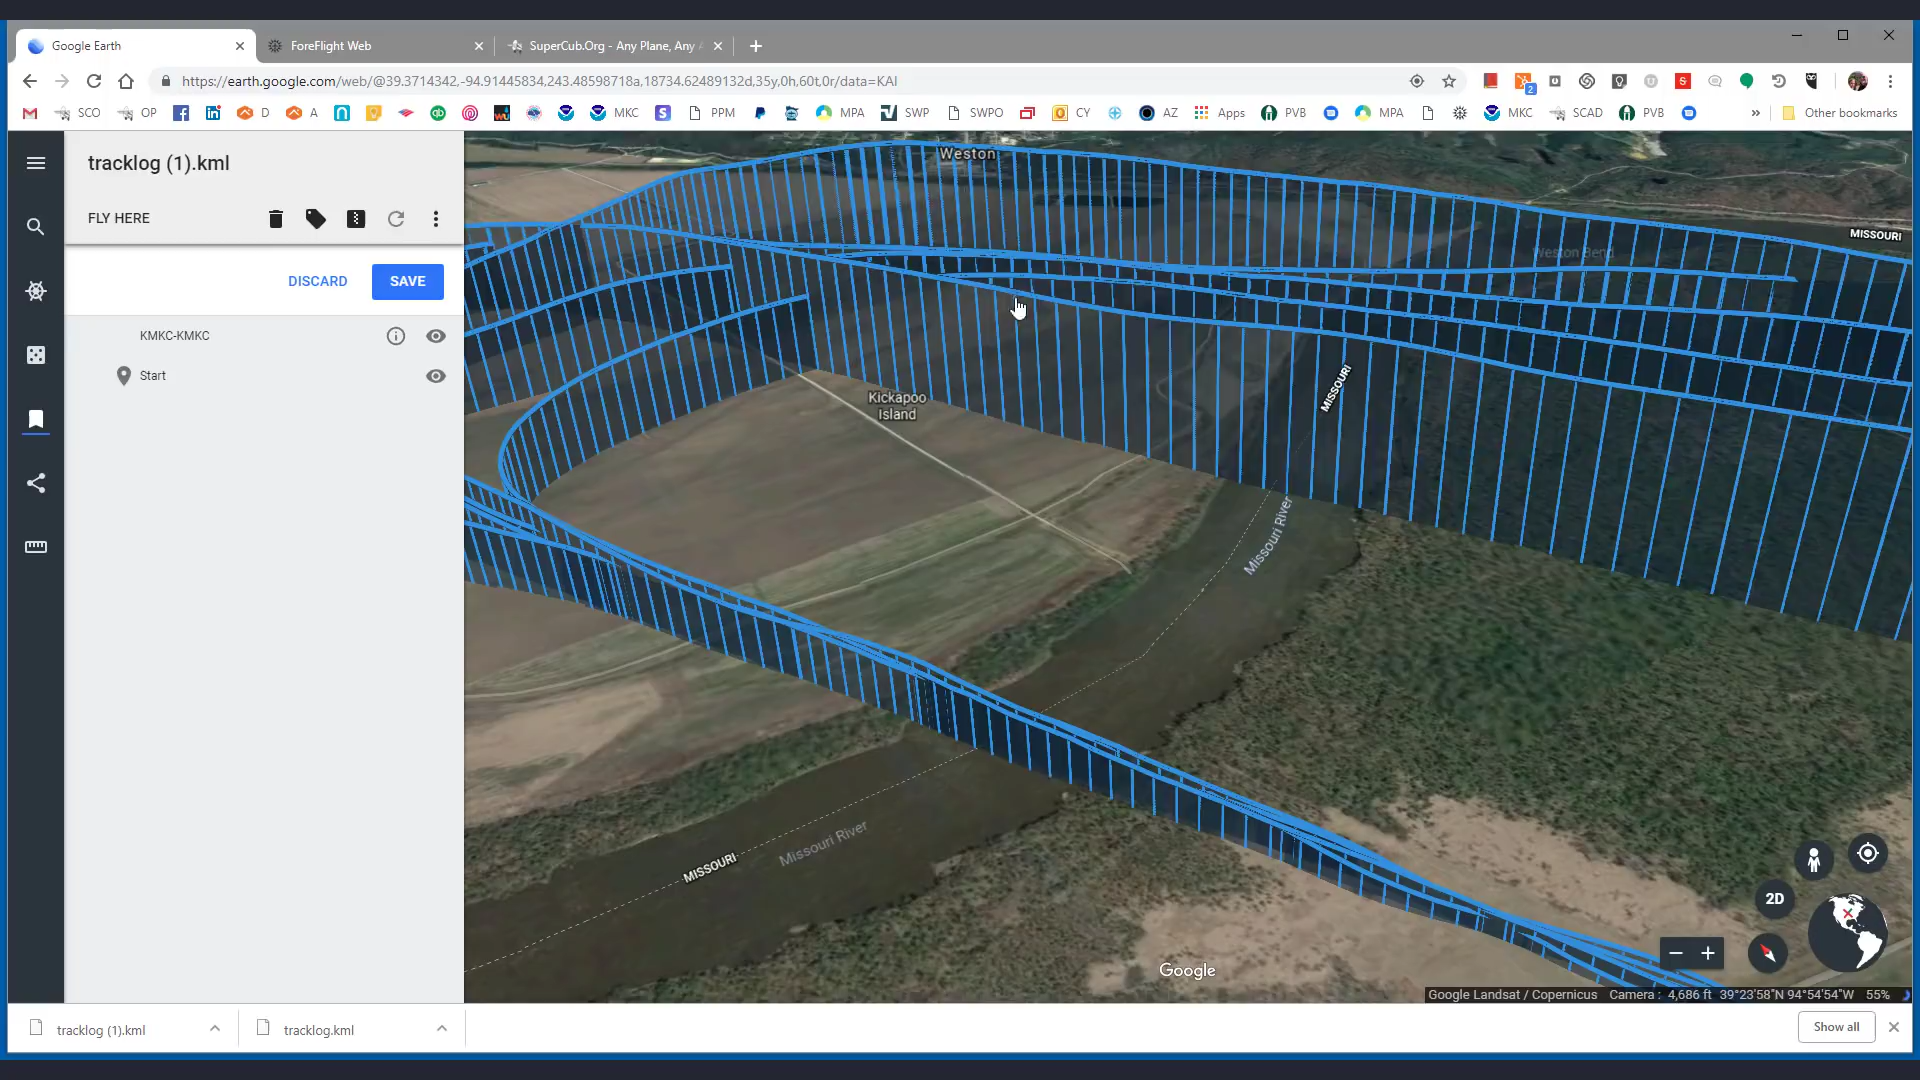 Google Earth
ForeFlight Web
SuperCub.Org - Any Plane, Any
https://earth.google.com/web/@39.3714342,-94.91445834,243.48598718a,18734.62489132d,35y,0h,60t,0r/data=KAI
2
SCO
OP
D
A
MKC
PPM
MPA
SWP
SWPO
CY
AZ
Apps
PVB
MPA
MKC
SCAD
PVB
»
Other bookmarks
tracklog (1).kml
FLY HERE
DISCARD
SAVE
KMKC-KMKC
Start
Weston
MISSOURI
Weston Bend
Kickapoo
Island
MISSOURI
Missouri River
MISSOURI
Missouri River
2D
Google
Google Landsat / Copernicus Camera : 4,686 ft 39°23'58"N 94°54'54"W 55%
tracklog (1).kml
tracklog.kml
Show all